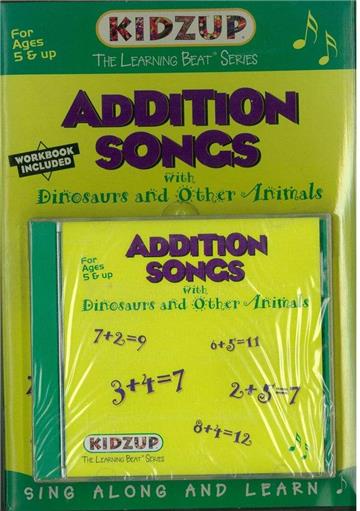 KIDZUP
For
Ages
5 & up
THE LEARNING BEAT™ SERIES
ADDITION
SONGS
WORKBOOK
INCLUDED
with
Dinosaurs and Other Animals
For
Ages
5 & up
ADDITION
SONGS
with
Dinosaurs and Other Animals
7+2=9
6+5=11
3+4=7
2+5=7
8+4=12
KIDZUP
THE LEARNING BEAT™ SERIES
SING ALONG AND LEARN